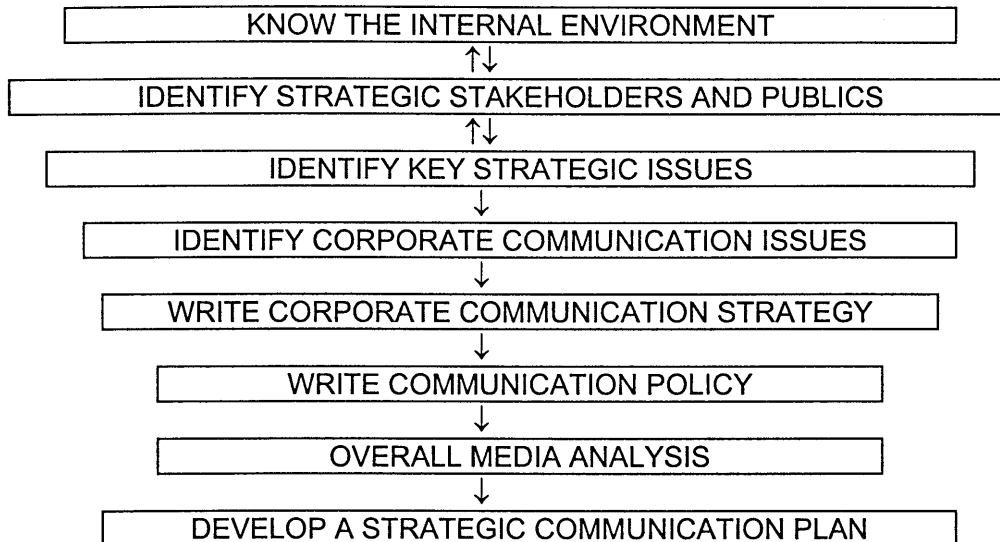 KNOW THE INTERNAL ENVIRONMENT
↑↓
IDENTIFY STRATEGIC STAKEHOLDERS AND PUBLICS
↑↓
IDENTIFY KEY STRATEGIC ISSUES
↓
IDENTIFY CORPORATE COMMUNICATION ISSUES
↓
WRITE CORPORATE COMMUNICATION STRATEGY
↓
WRITE COMMUNICATION POLICY
↓
OVERALL MEDIA ANALYSIS
↓
DEVELOP A STRATEGIC COMMUNICATION PLAN